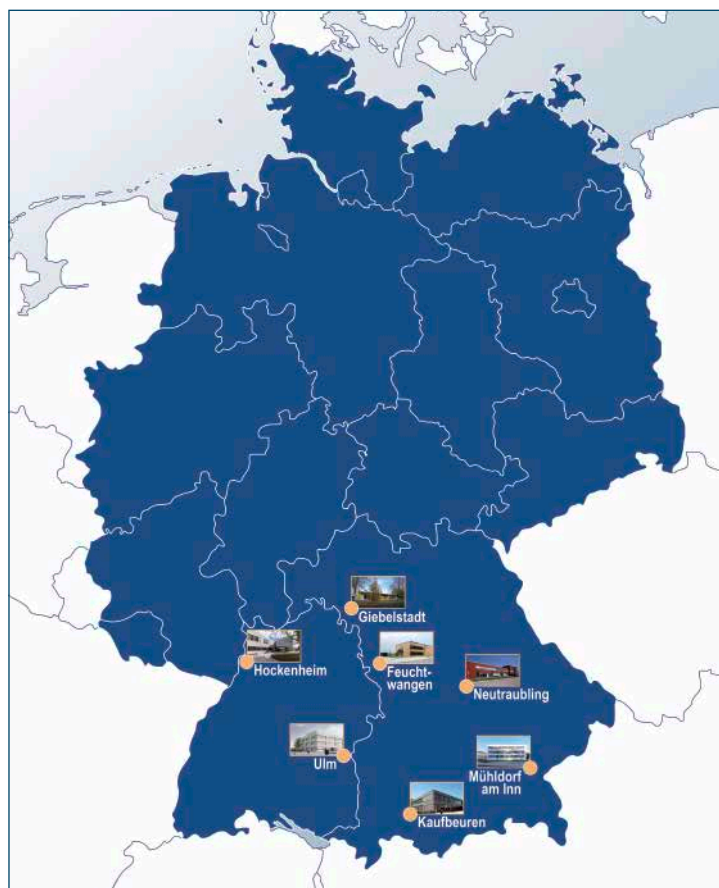 Giebelstadt
Hockenheim
Feucht-
wangen
Neutraubling
Ulm
Mühldorf
am Inn
Kaufbeuren